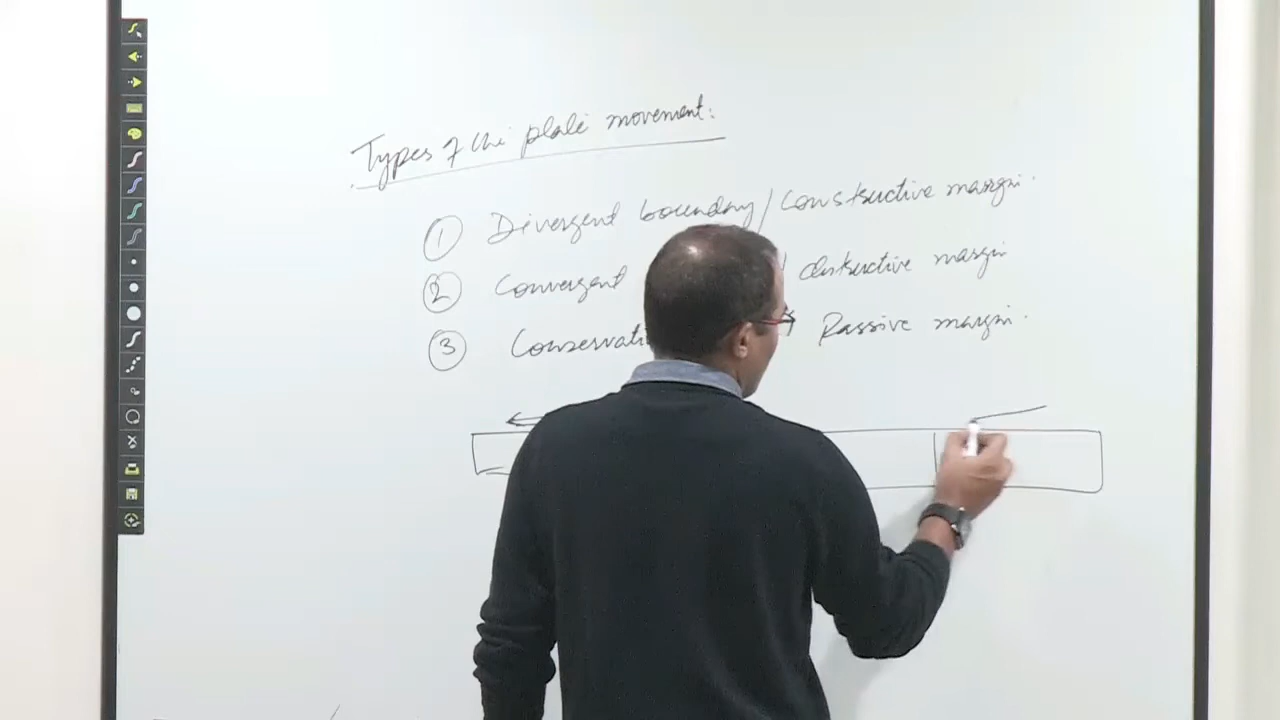 Types of the plate movement:
① Divergent boundary/constructive margin.
② Convergent / destructive margin
③ Conservati Passive margin.